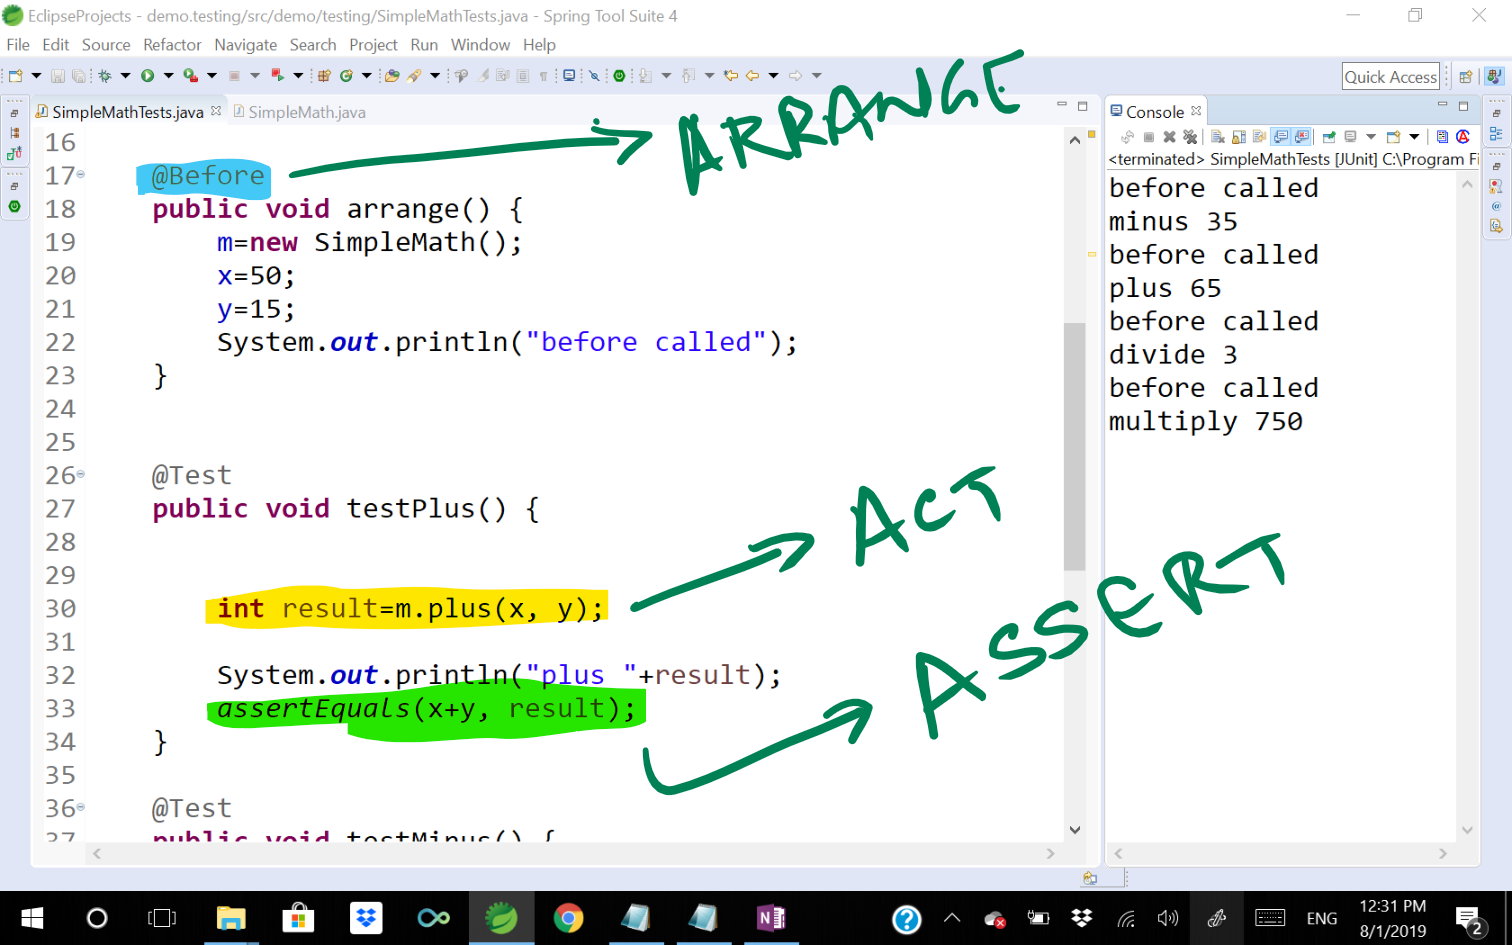 EclipseProjects - demo.testing/src/demo/testing/SimpleMathTests.java - Spring Tool Suite 4
File Edit Source Refactor Navigate Search Project Run Window Help
Quick Access
SimpleMathTests.java SimpleMath.java
16
17 @Before
18 public void arrange() {
19 m=new SimpleMath();
20 x=50;
21 y=15;
22 System.out.println("before called");
23 }
24
25
26 @Test
27 public void testPlus() {
28
29
30 int result=m.plus(x, y);
31
32 System.out.println("plus "+result);
33 assertEquals(x+y, result);
34 }
35
36 @Test
37 public void testMinus() {
ARRANGE
ACT
ASSERT
Console
<terminated> SimpleMathTests [JUnit] C:\Program Fi
before called
minus 35
before called
plus 65
before called
divide 3
before called
multiply 750
ENG
12:31 PM
8/1/2019
2